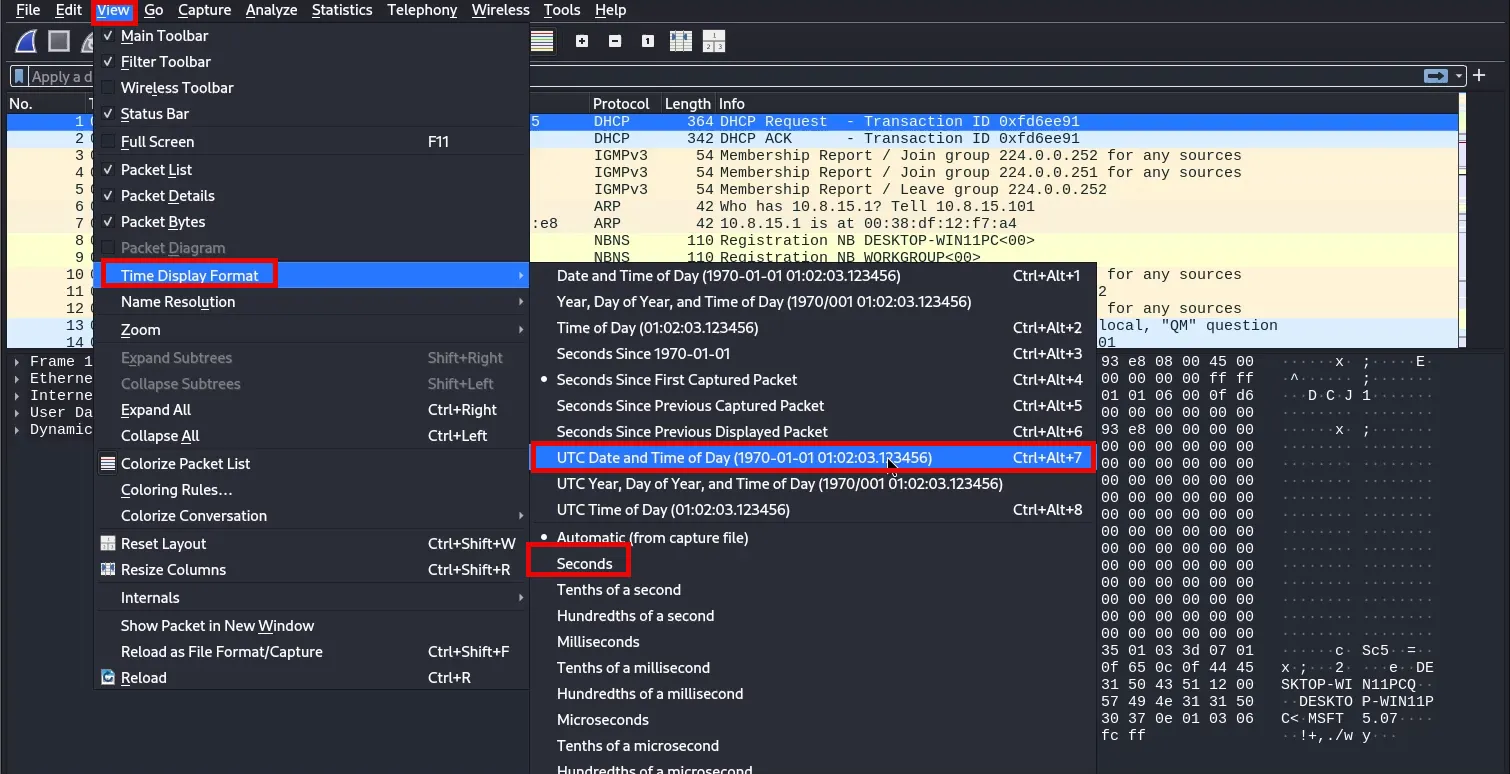 File Edit View Go Capture Analyze Statistics Telephony Wireless Tools Help
Apply a d
No. Protocol Length Info
1 5 DHCP 364 DHCP Request - Transaction ID 0xfd6ee91
2 DHCP 342 DHCP ACK - Transaction ID 0xfd6ee91
3 IGMPv3 54 Membership Report / Join group 224.0.0.252 for any sources
4 IGMPv3 54 Membership Report / Join group 224.0.0.251 for any sources
5 IGMPv3 54 Membership Report / Leave group 224.0.0.252
6 ARP 42 Who has 10.8.15.1? Tell 10.8.15.101
7 :e8 ARP 42 10.8.15.1 is at 00:38:df:12:f7:a4
8 NBNS 110 Registration NB DESKTOP-WIN11PC<00>
9 NBNS 110 Registration NB WORKGROUP<00>
10 for any sources
11 2
12 for any sources
13 local, "QM" question
14 01
Main Toolbar
Filter Toolbar
Wireless Toolbar
Status Bar
Full Screen F11
Packet List
Packet Details
Packet Bytes
Packet Diagram
Time Display Format
Name Resolution
Zoom
Expand Subtrees Shift+Right
Collapse Subtrees Shift+Left
Expand All Ctrl+Right
Collapse All Ctrl+Left
Colorize Packet List
Coloring Rules…
Colorize Conversation
Reset Layout Ctrl+Shift+W
Resize Columns Ctrl+Shift+R
Internals
Show Packet in New Window
Reload as File Format/Capture Ctrl+Shift+F
Reload Ctrl+R
Date and Time of Day (1970-01-01 01:02:03.123456) Ctrl+Alt+1
Year, Day of Year, and Time of Day (1970/001 01:02:03.123456)
Time of Day (01:02:03.123456) Ctrl+Alt+2
Seconds Since 1970-01-01 Ctrl+Alt+3
Seconds Since First Captured Packet Ctrl+Alt+4
Seconds Since Previous Captured Packet Ctrl+Alt+5
Seconds Since Previous Displayed Packet Ctrl+Alt+6
UTC Date and Time of Day (1970-01-01 01:02:03.123456) Ctrl+Alt+7
UTC Year, Day of Year, and Time of Day (1970/001 01:02:03.123456)
UTC Time of Day (01:02:03.123456) Ctrl+Alt+8
Automatic (from capture file)
Seconds
Tenths of a second
Hundredths of a second
Milliseconds
Tenths of a millisecond
Hundredths of a millisecond
Microseconds
Tenths of a microsecond
Hundredths of a microsecond
Frame 1
Etherne
Interne
User Da
Dynamic
93 e8 08 00 45 00 ······x· ;·····E·
00 00 00 00 ff ff ·^······ ;·······
01 01 06 00 0f d6 ···D·C·J 1·······
00 00 00 00 00 00 ········ ········
93 e8 00 00 00 00 ······x· ;·······
00 00 00 00 00 00 ········ ········
00 00 00 00 00 00 ········ ········
00 00 00 00 00 00 ········ ········
00 00 00 00 00 00 ········ ········
00 00 00 00 00 00 ········ ········
00 00 00 00 00 00 ········ ········
00 00 00 00 00 00 ········ ········
00 00 00 00 00 00 ········ ········
00 00 00 00 00 00 ········ ········
00 00 00 00 00 00 ········ ········
00 00 00 00 00 00 ········ ········
00 00 00 00 00 00 ········ ········
35 01 03 3d 07 01 ······c· Sc5··=··
0f 65 0c 0f 44 45 x·;···2· ···e··DE
31 50 43 51 12 00 SKTOP-WI N11PCQ··
57 49 4e 31 31 50 ··DESKTO P-WIN11P
30 37 0e 01 03 06 C<·MSFT 5.07····
fc ff ··!+,./w y···